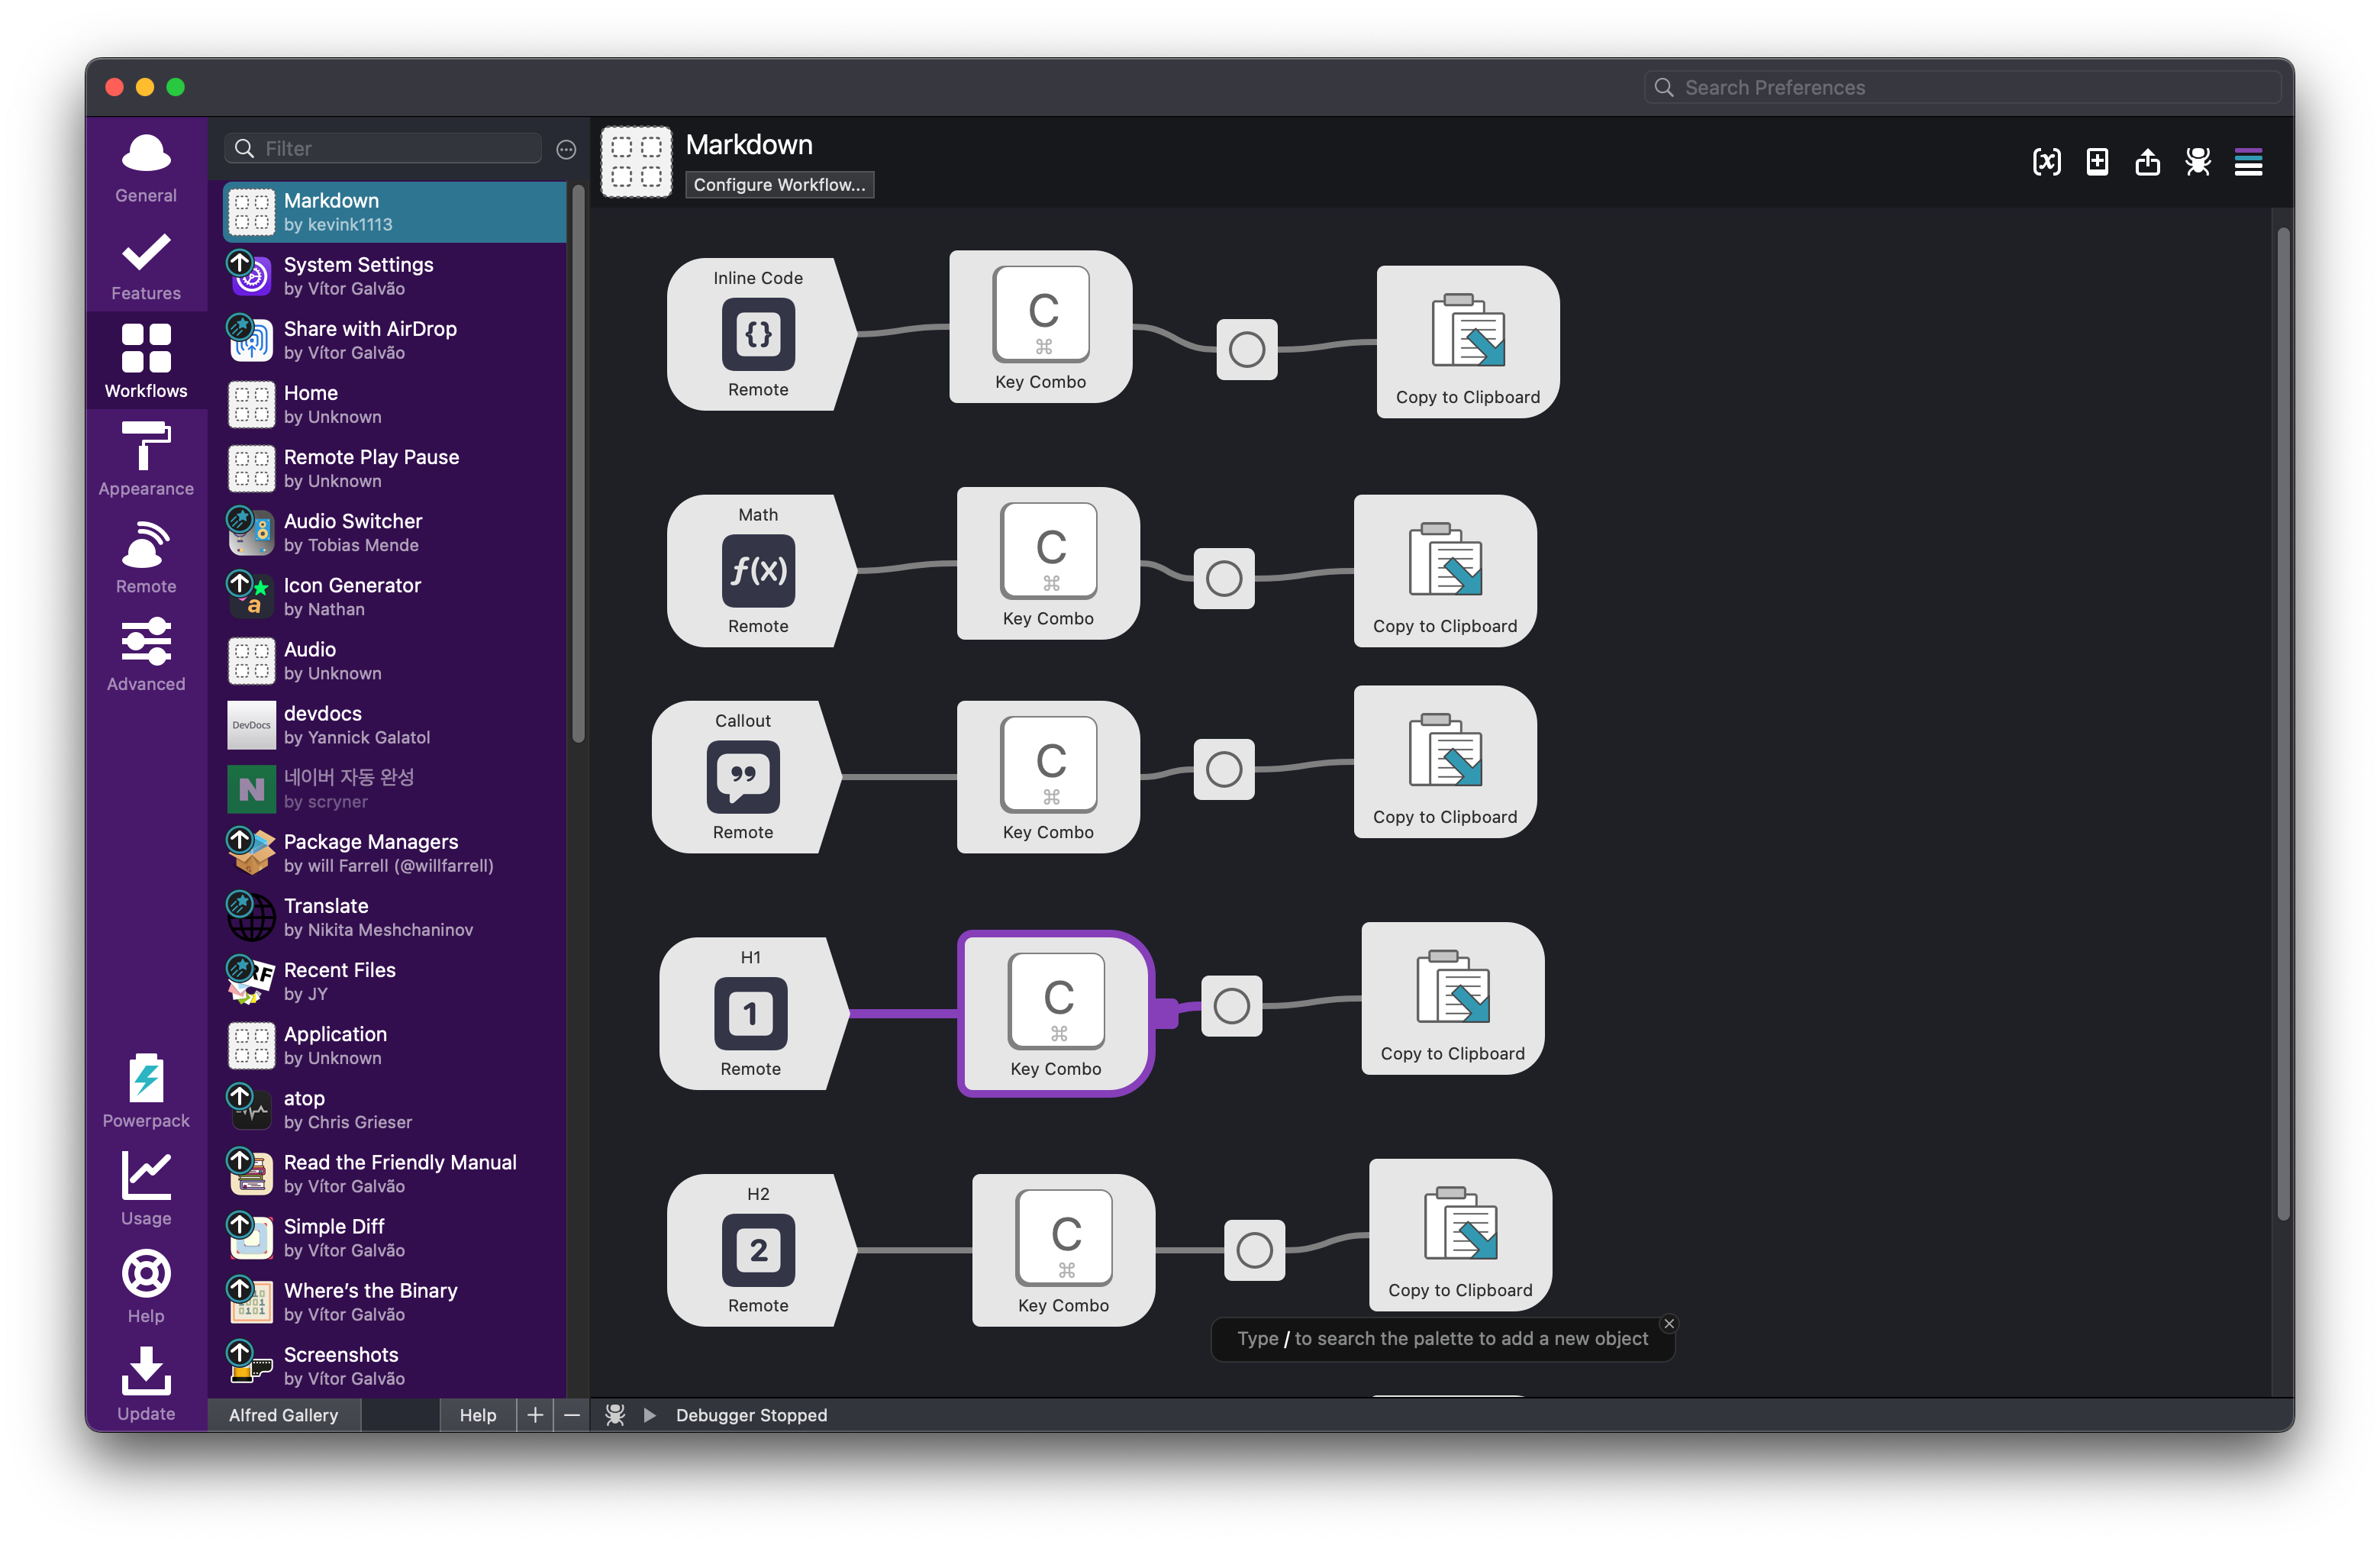 Search Preferences
General
Features
Workflows
Appearance
Remote
Advanced
Powerpack
Usage
Help
Update
Filter
Markdown
by kevink1113
System Settings
by Vítor Galvão
Share with AirDrop
by Vítor Galvão
Home
by Unknown
Remote Play Pause
by Unknown
Audio Switcher
by Tobias Mende
Icon Generator
by Nathan
Audio
by Unknown
DevDocs
devdocs
by Yannick Galatol
N
네이버 자동 완성
by scryner
Package Managers
by will Farrell (@willfarrell)
Translate
by Nikita Meshchaninov
Recent Files
by JY
Application
by Unknown
atop
by Chris Grieser
Read the Friendly Manual
by Vítor Galvão
Simple Diff
by Vítor Galvão
Where's the Binary
by Vítor Galvão
Screenshots
by Vítor Galvão
Alfred Gallery
Help
+
−
Markdown
Configure Workflow...
{x}
Inline Code
{}
Remote
C
⌘
Key Combo
Copy to Clipboard
Math
f(x)
Remote
C
⌘
Key Combo
Copy to Clipboard
Callout
Remote
C
⌘
Key Combo
Copy to Clipboard
H1
1
Remote
C
⌘
Key Combo
Copy to Clipboard
H2
2
Remote
C
⌘
Key Combo
Copy to Clipboard
Type / to search the palette to add a new object
Debugger Stopped